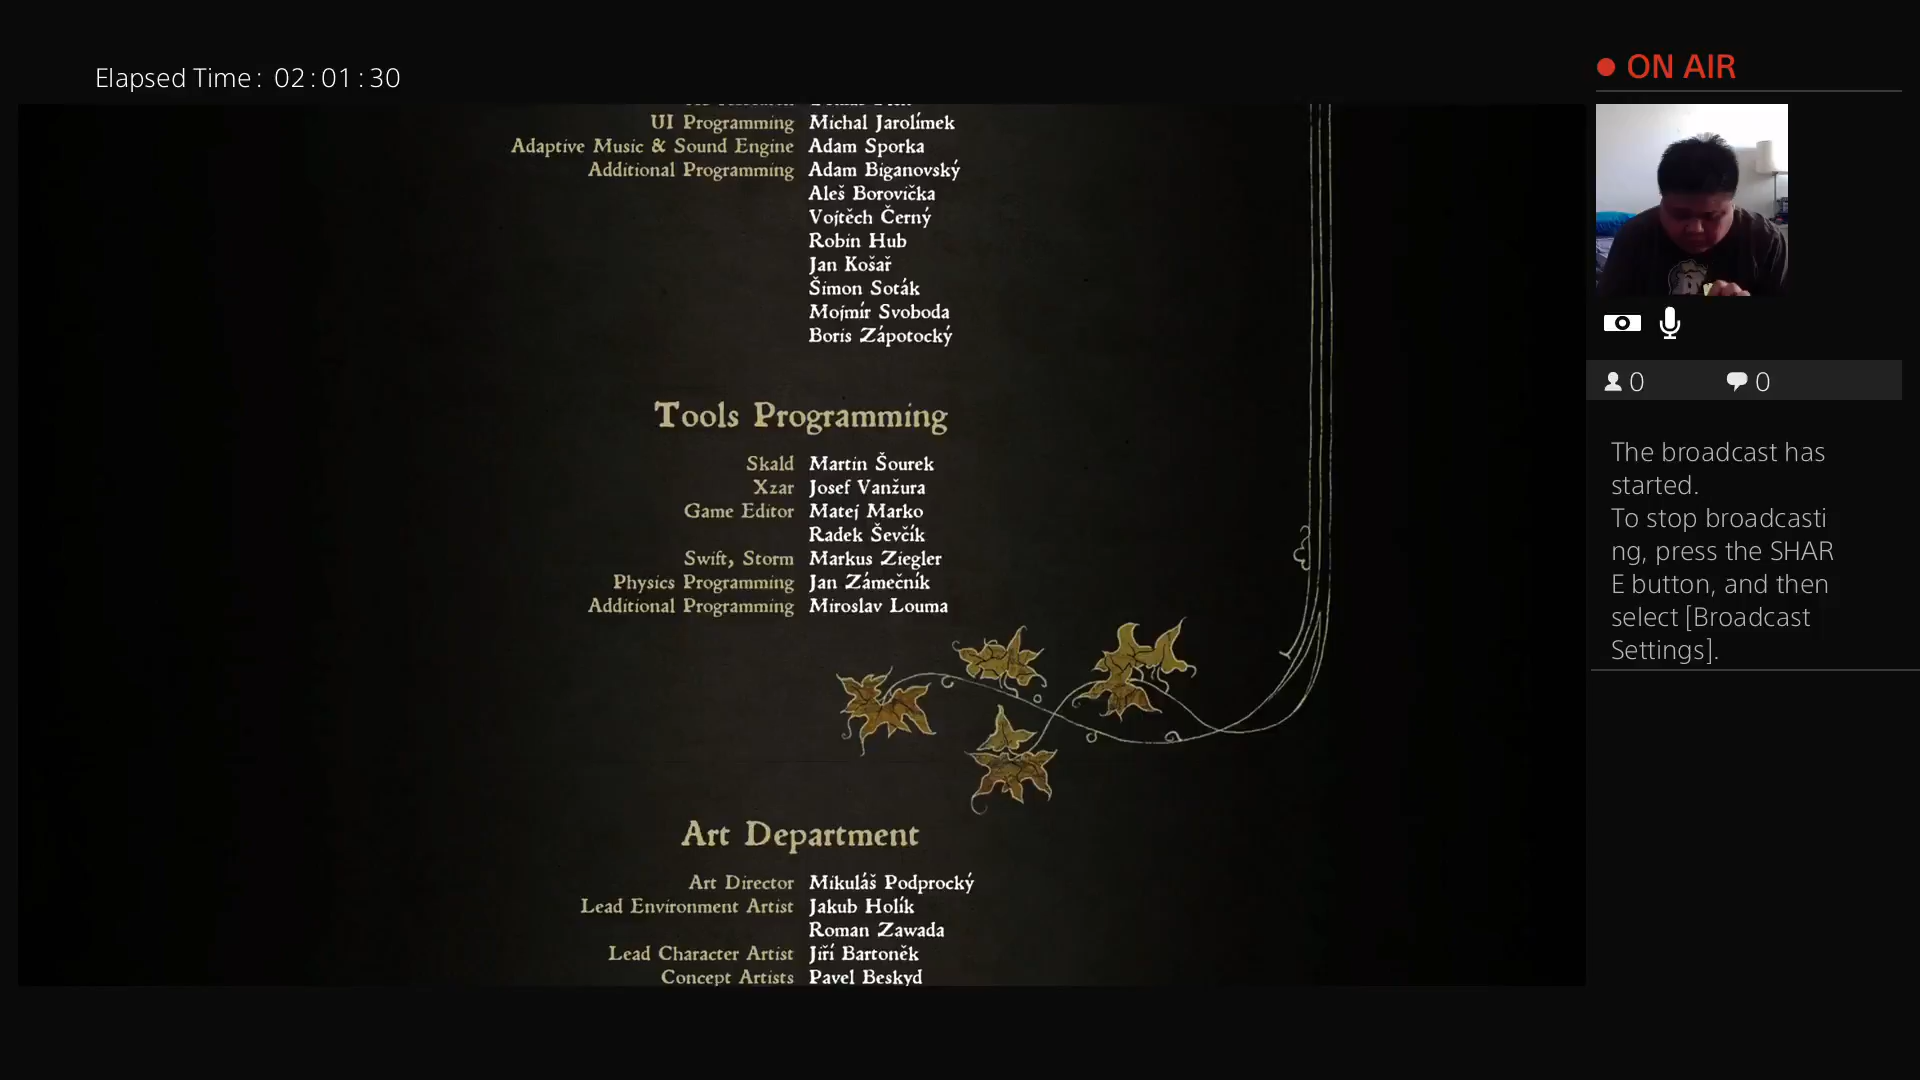 Elapsed Time: 02:01:30
ON AIR
UI Programming Michal Jarolímek
Adaptive Music & Sound Engine Adam Sporka
Additional Programming Adam Biganovský
Aleš Borovička
Vojtěch Černý
Robin Hub
Jan Košař
Šimon Soták
Mojmír Svoboda
Boris Zápotocký
Tools Programming
Skald Martin Šourek
Xzar Josef Vanžura
Game Editor Matej Marko
Radek Ševčík
Swift, Storm Markus Ziegler
Physics Programming Jan Zámečník
Additional Programming Miroslav Louma
Art Department
Art Director Mikuláš Podprocký
Lead Environment Artist Jakub Holík
Roman Zawada
Lead Character Artist Jiří Bartoněk
Concept Artists Pavel Beskyd
0 0
The broadcast has
started.
To stop broadcasti
ng, press the SHAR
E button, and then
select [Broadcast
Settings].